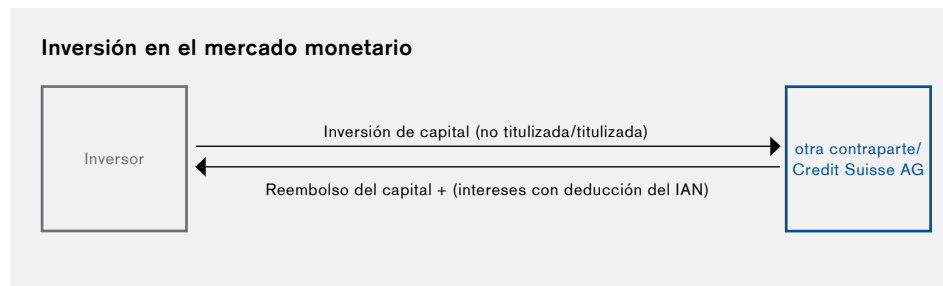 Inversión en el mercado monetario
Inversor
Inversión de capital (no titulizada/titulizada)
Reembolso del capital + (intereses con deducción del IAN)
otra contraparte/
Credit Suisse AG